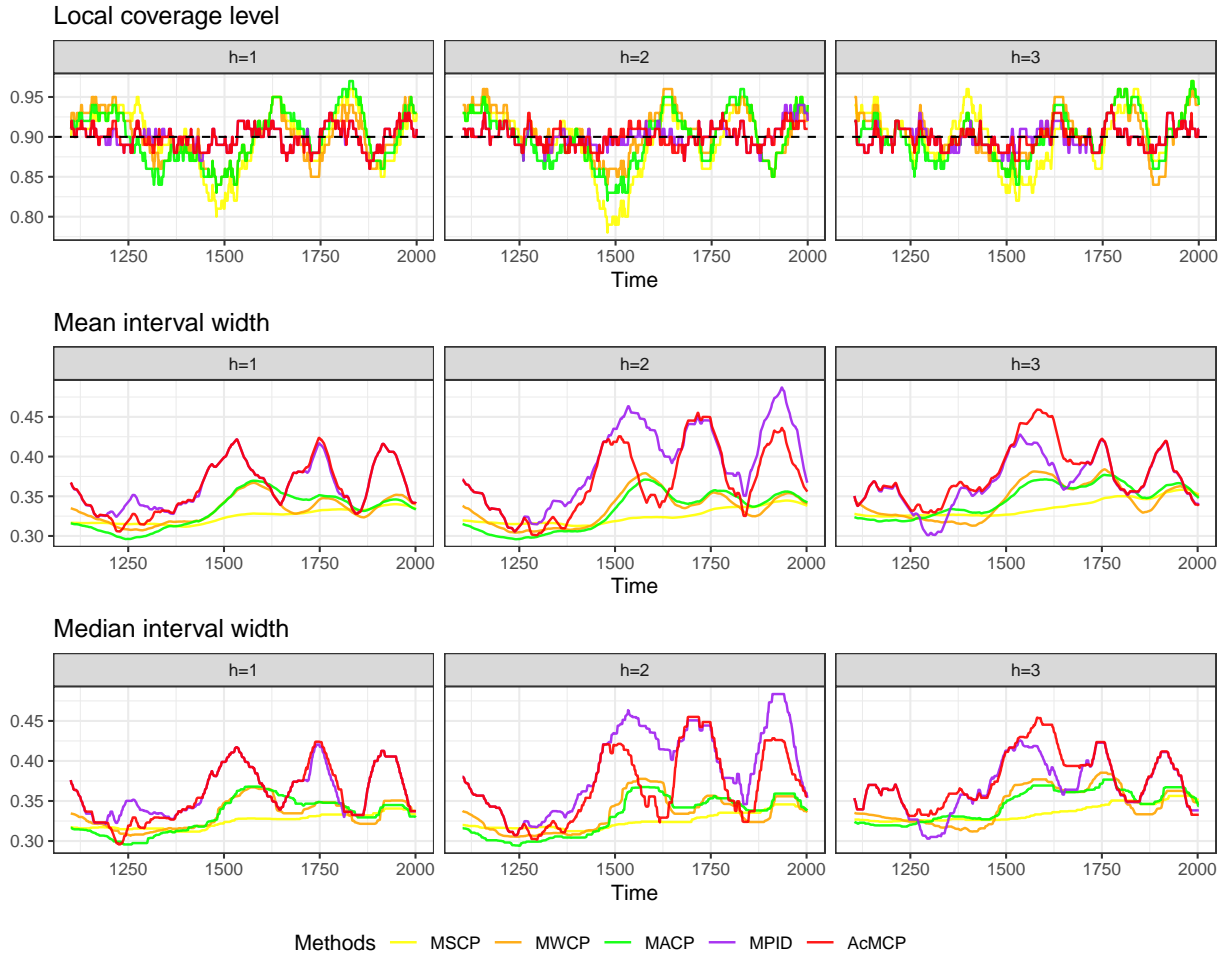 Local coverage level
h=1 h=2 h=3
0.95
0.90
0.85
0.80
1250 1500 1750 2000 1250 1500 1750 2000 1250 1500 1750 2000
Time
Mean interval width
h=1 h=2 h=3
0.45
0.40
0.35
0.30
1250 1500 1750 2000 1250 1500 1750 2000 1250 1500 1750 2000
Time
Median interval width
h=1 h=2 h=3
0.45
0.40
0.35
0.30
1250 1500 1750 2000 1250 1500 1750 2000 1250 1500 1750 2000
Time
Methods MSCP MWCP MACP MPID AcMCP